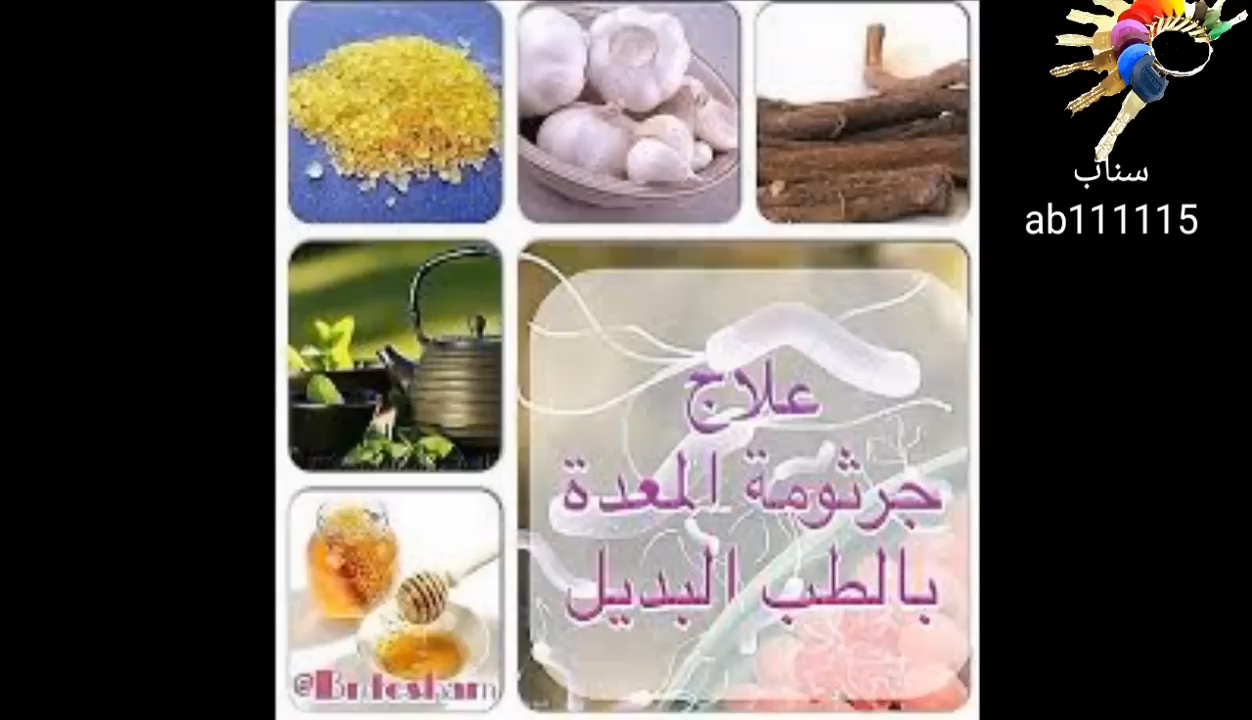 سناب
ab111115
علاج
جرثومة المعدة
بالطب البديل